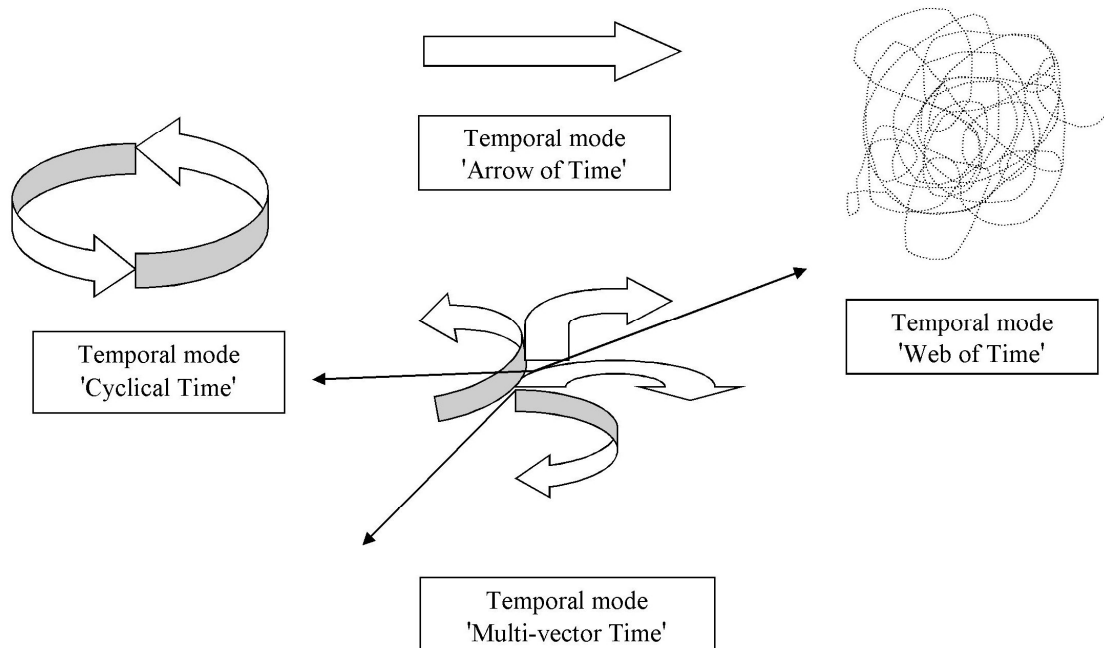 Temporal mode
'Arrow of Time'
Temporal mode
'Cyclical Time'
Temporal mode
'Web of Time'
Temporal mode
'Multi-vector Time'